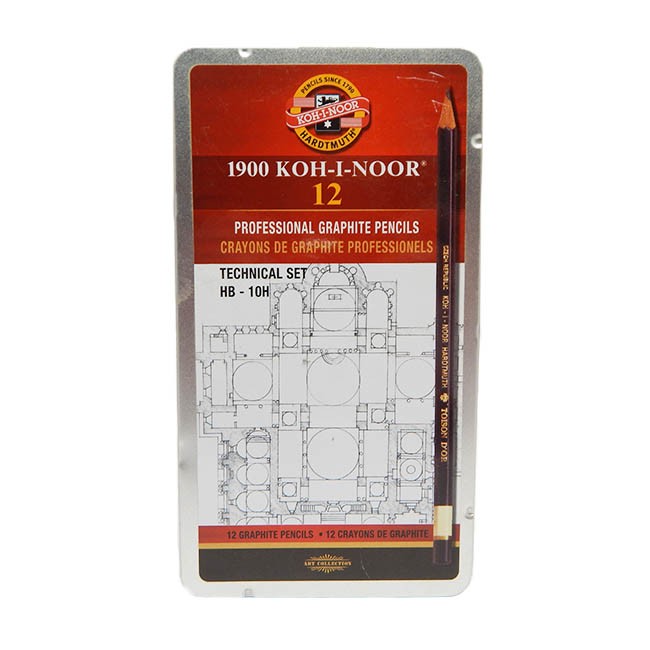 PENCILS SINCE 1790
KOH-I-NOOR
HARDTMUTH
1900 KOH-I-NOOR®
12
PROFESSIONAL GRAPHITE PENCILS
CRAYONS DE GRAPHITE PROFESSIONELS
TECHNICAL SET
HB - 10H
CZECH REPUBLIC KOH-I-NOOR HARDTMUTH TOISON D'OR
12 GRAPHITE PENCILS • 12 CRAYONS DE GRAPHITE
ART COLLECTION